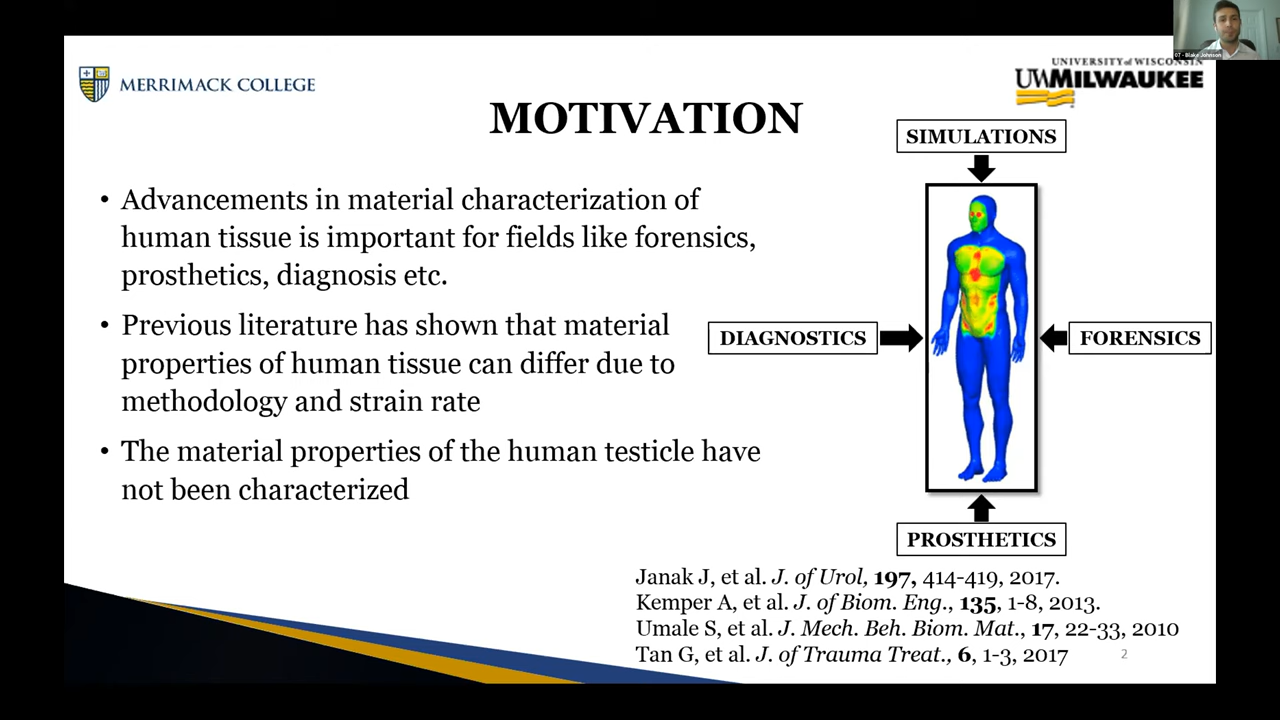 07 - Blake Johnson
MERRIMACK COLLEGE
UNIVERSITY of WISCONSIN
UWMILWAUKEE
MOTIVATION
• Advancements in material characterization of
human tissue is important for fields like forensics,
prosthetics, diagnosis etc.
• Previous literature has shown that material
properties of human tissue can differ due to
methodology and strain rate
• The material properties of the human testicle have
not been characterized
SIMULATIONS
DIAGNOSTICS
FORENSICS
PROSTHETICS
Janak J, et al. J. of Urol, 197, 414-419, 2017.
Kemper A, et al. J. of Biom. Eng., 135, 1-8, 2013.
Umale S, et al. J. Mech. Beh. Biom. Mat., 17, 22-33, 2010
Tan G, et al. J. of Trauma Treat., 6, 1-3, 2017
2